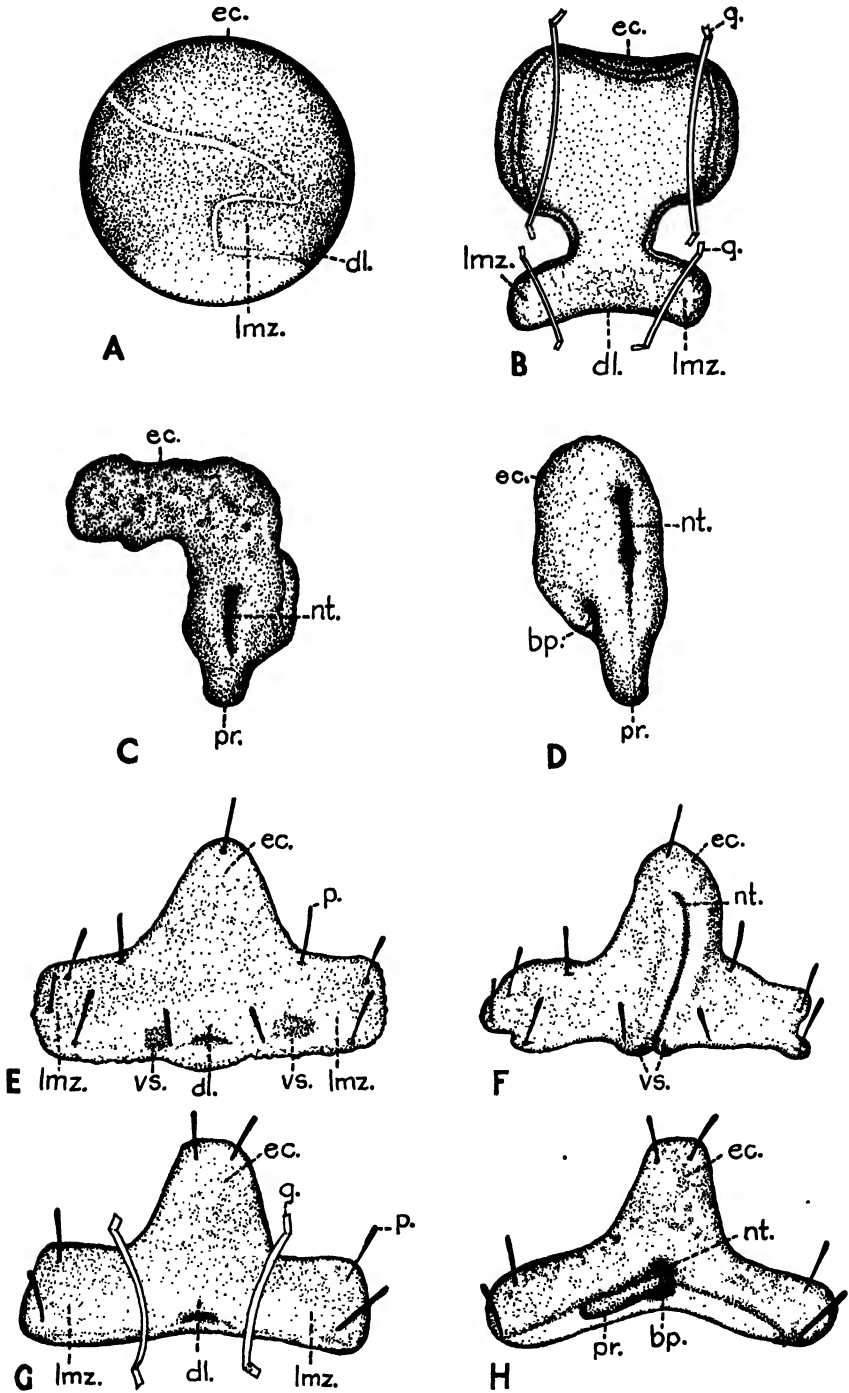 ec.
dl.
lmz.
A
ec.
g.
g.
lmz.
dl.
lmz.
B
ec.
nt.
pr.
C
ec.
nt.
bp.
pr.
D
ec.
p.
E lmz. vs. dl. vs. lmz.
ec.
nt.
F
vs.
ec.
g.
p.
G lmz. dl. lmz.
ec.
nt.
pr. bp.
H